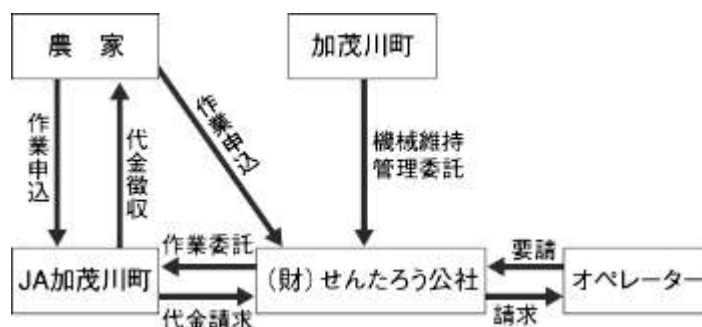 農　家
加茂川町
作業申込
代金徴収
作業申込
機械維持
管理委託
作業委託
要請
JA加茂川町
(財)せんたろう公社
オペレーター
代金請求
請求